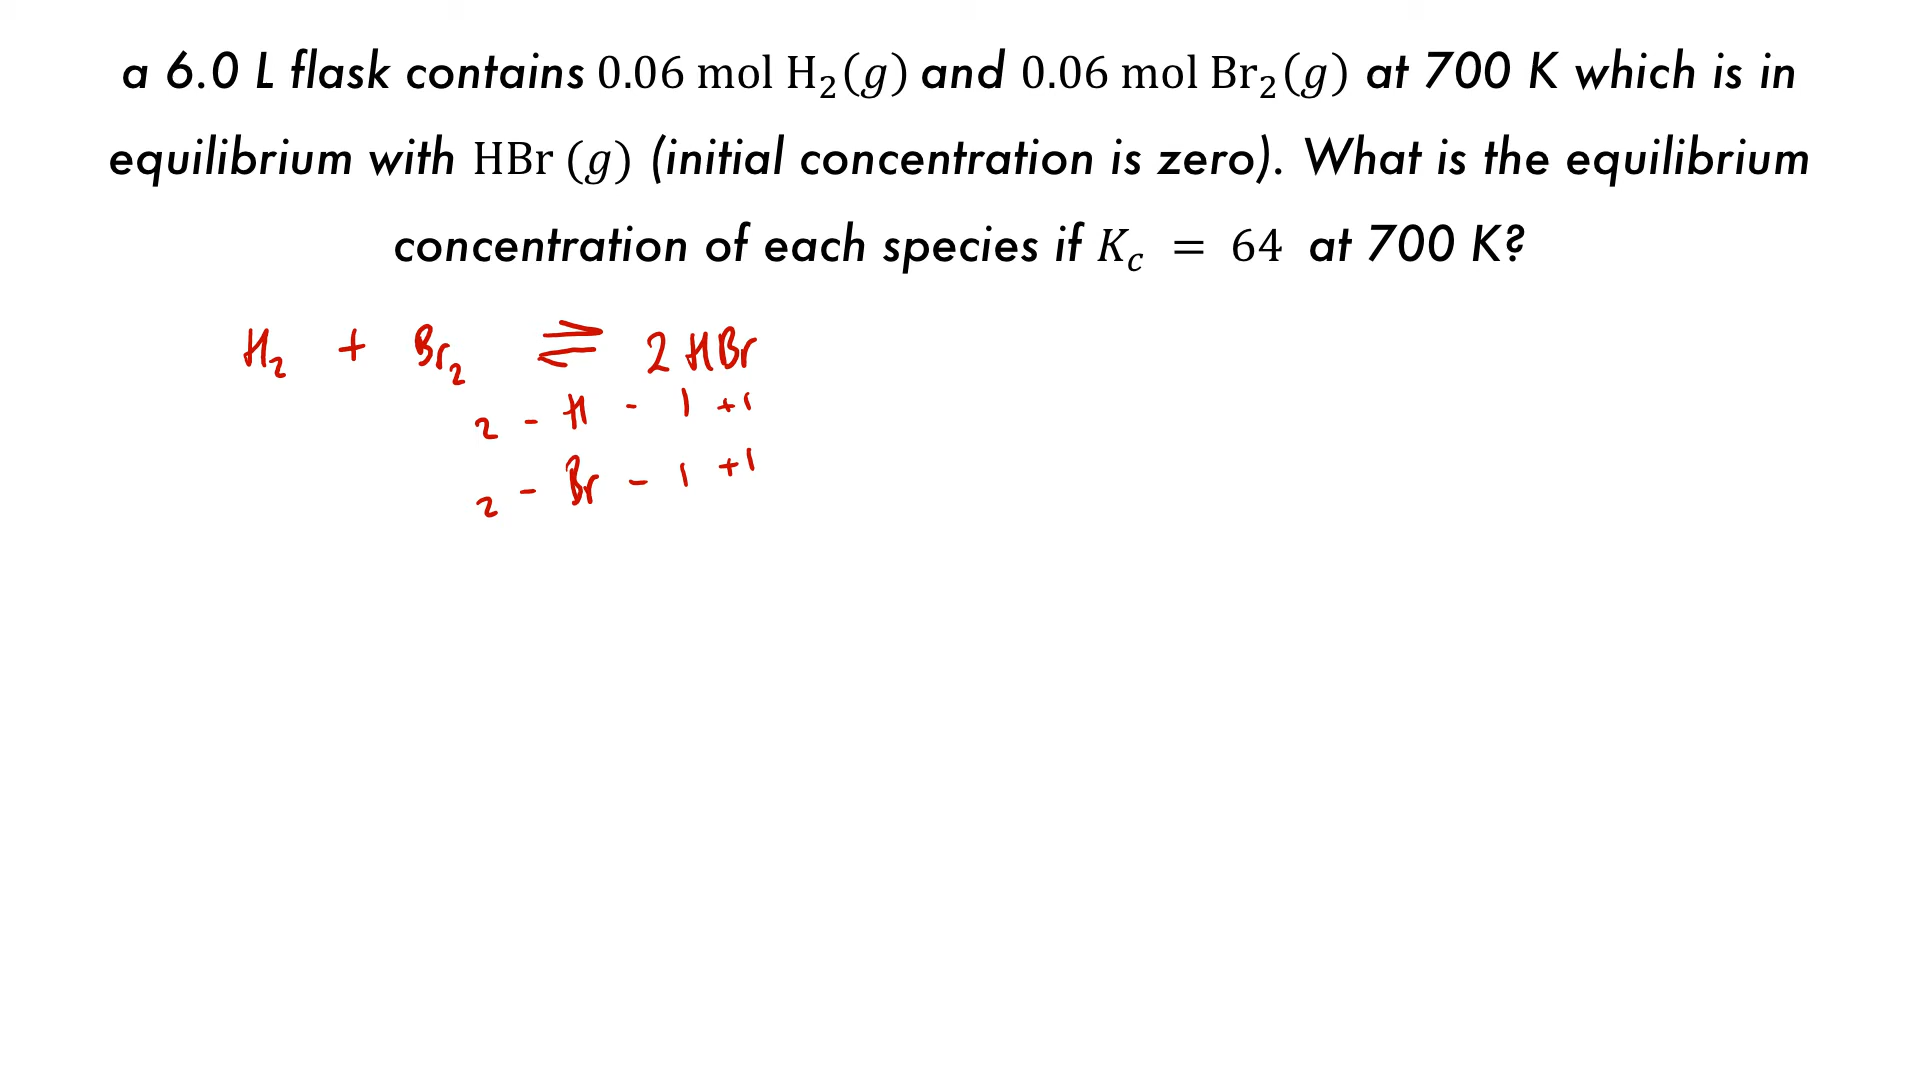 a 6.0 L flask contains 0.06 mol H₂(g) and 0.06 mol Br₂(g) at 700 K which is in
equilibrium with HBr (g) (initial concentration is zero). What is the equilibrium
concentration of each species if K_c = 64 at 700 K?
H₂ + Br₂ ⇌ 2 HBr
2 - H - 1 +1
2 - Br - 1 +1